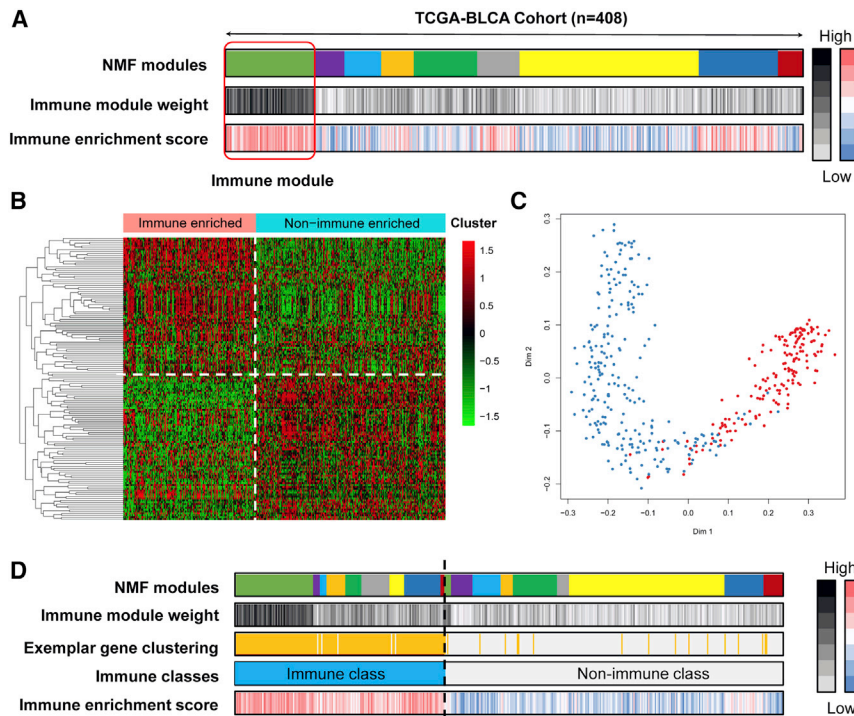 A
TCGA-BLCA Cohort (n=408)
High
NMF modules
Immune module weight
Immune enrichment score
Low
Immune module
B
Immune enriched
Non-immune enriched
Cluster
1.5
1
0.5
0
−0.5
−1
−1.5
C
0.3
0.2
0.1
0.0
−0.1
−0.2
Dim 2
−0.3
−0.2
−0.1
0.0
0.1
0.2
0.3
Dim 1
D
High
NMF modules
Immune module weight
Exemplar gene clustering
Immune classes
Immune class
Non-immune class
Immune enrichment score
Low